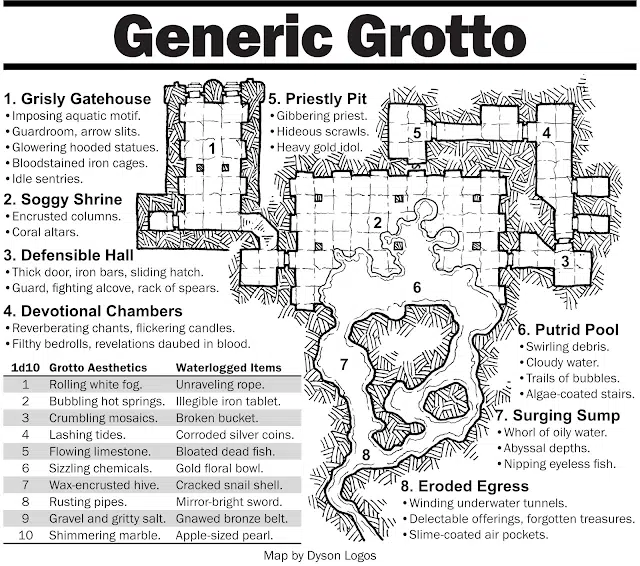 Generic Grotto
1. Grisly Gatehouse
• Imposing aquatic motif.
• Guardroom, arrow slits.
• Glowering hooded statues.
• Bloodstained iron cages.
• Idle sentries.
2. Soggy Shrine
• Encrusted columns.
• Coral altars.
3. Defensible Hall
• Thick door, iron bars, sliding hatch.
• Guard, fighting alcove, rack of spears.
4. Devotional Chambers
• Reverberating chants, flickering candles.
• Filthy bedrolls, revelations daubed in blood.
5. Priestly Pit
• Gibbering priest.
• Hideous scrawls.
• Heavy gold idol.
1
5
4
2
3
6
7
8
6. Putrid Pool
• Swirling debris.
• Cloudy water.
• Trails of bubbles.
• Algae-coated stairs.
7. Surging Sump
• Whorl of oily water.
• Abyssal depths.
• Nipping eyeless fish.
8. Eroded Egress
• Winding underwater tunnels.
• Delectable offerings, forgotten treasures.
• Slime-coated air pockets.
1d10 Grotto Aesthetics Waterlogged Items
1 Rolling white fog. Unraveling rope.
2 Bubbling hot springs. Illegible iron tablet.
3 Crumbling mosaics. Broken bucket.
4 Lashing tides. Corroded silver coins.
5 Flowing limestone. Bloated dead fish.
6 Sizzling chemicals. Gold floral bowl.
7 Wax-encrusted hive. Cracked snail shell.
8 Rusting pipes. Mirror-bright sword.
9 Gravel and gritty salt. Gnawed bronze belt.
10 Shimmering marble. Apple-sized pearl.
Map by Dyson Logos